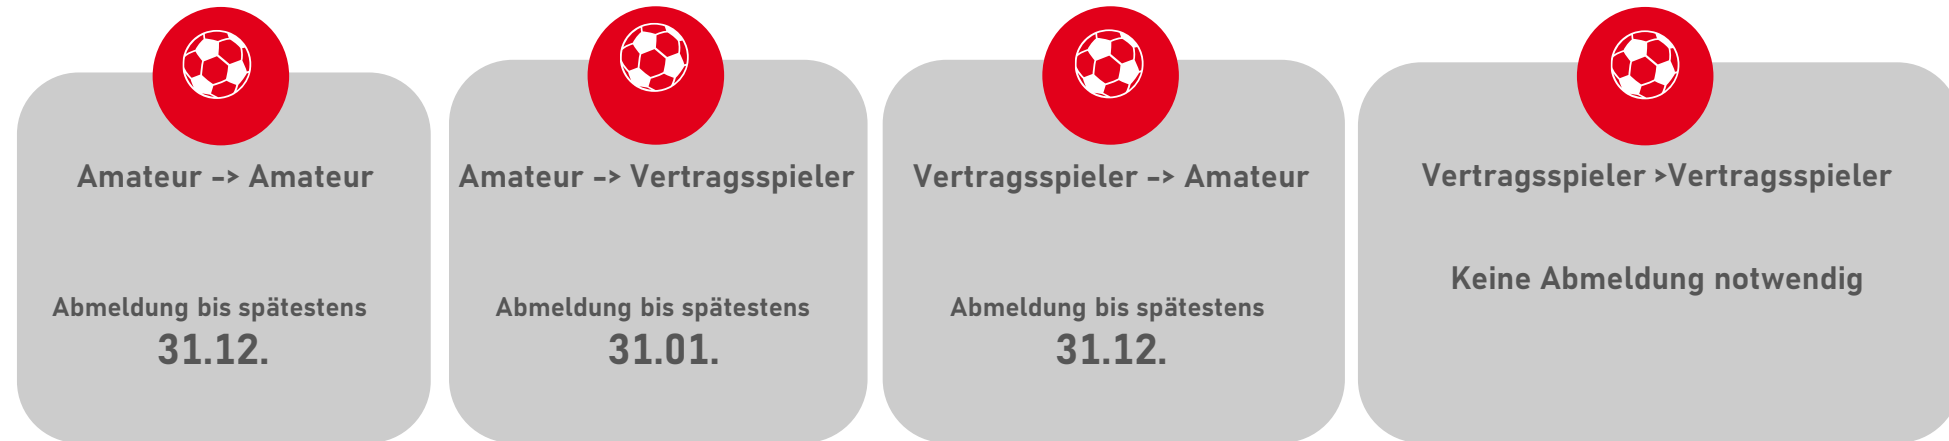 Amateur -> Amateur
Abmeldung bis spätestens
31.12.
Amateur -> Vertragsspieler
Abmeldung bis spätestens
31.01.
Vertragsspieler -> Amateur
Abmeldung bis spätestens
31.12.
Vertragsspieler >Vertragsspieler
Keine Abmeldung notwendig